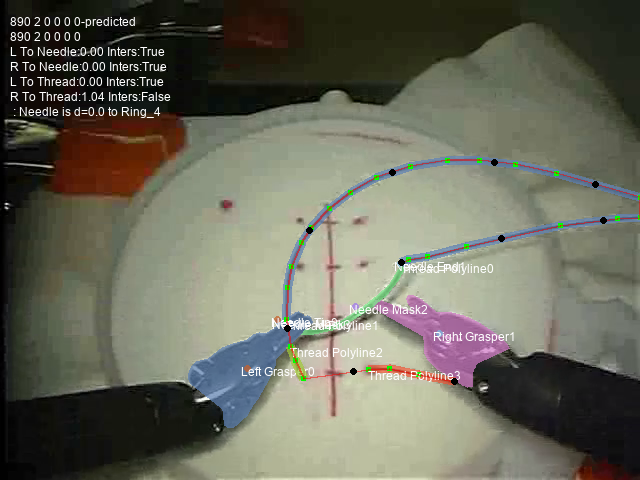 890 2 0 0 0 0-predicted
890 2 0 0 0 0
L To Needle:0.00 Inters:True
R To Needle:0.00 Inters:True
L To Thread:0.00 Inters:True
R To Thread:1.04 Inters:False
: Needle is d=0.0 to Ring_4
Thread Polyline0
Needle Mask2
Thread Polyline2
Right Grasper1
Left Grasper0
Thread Polyline3